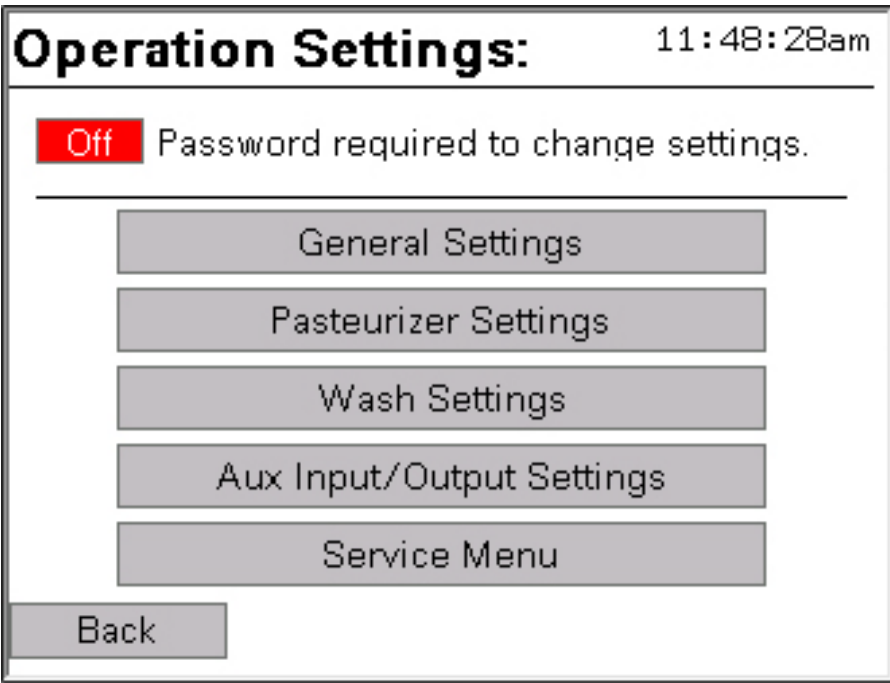 Operation Settings: 11:48:28am
Off Password required to change settings.
General Settings
Pasteurizer Settings
Wash Settings
Aux Input/Output Settings
Service Menu
Back